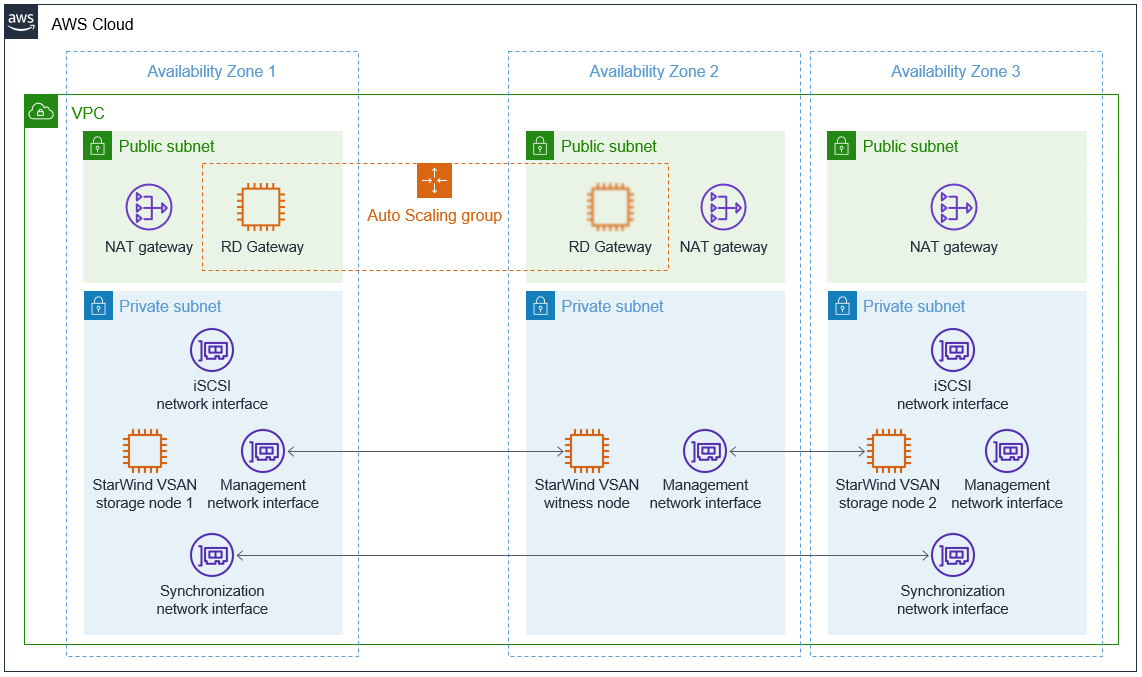 aws
AWS Cloud
Availability Zone 1
Availability Zone 2
Availability Zone 3
VPC
Public subnet
Public subnet
Public subnet
Auto Scaling group
NAT gateway
RD Gateway
RD Gateway
NAT gateway
NAT gateway
Private subnet
Private subnet
Private subnet
iSCSI
network interface
iSCSI
network interface
StarWind VSAN
storage node 1
Management
network interface
StarWind VSAN
witness node
Management
network interface
StarWind VSAN
storage node 2
Management
network interface
Synchronization
network interface
Synchronization
network interface